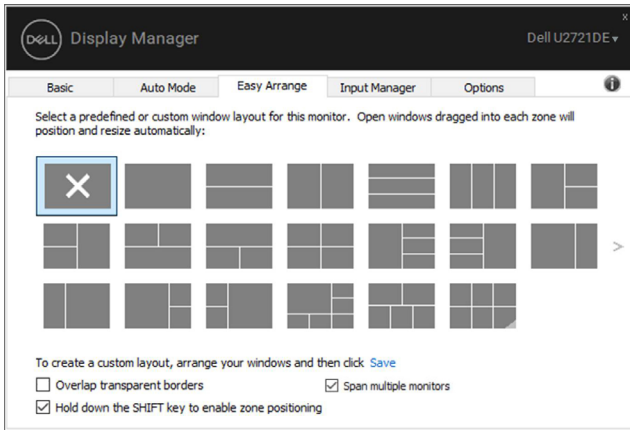 x
DELL Display Manager Dell U2721DE
Basic Auto Mode Easy Arrange Input Manager Options i
Select a predefined or custom window layout for this monitor. Open windows dragged into each zone will
position and resize automatically:
>
To create a custom layout, arrange your windows and then click Save
Overlap transparent borders Span multiple monitors
Hold down the SHIFT key to enable zone positioning